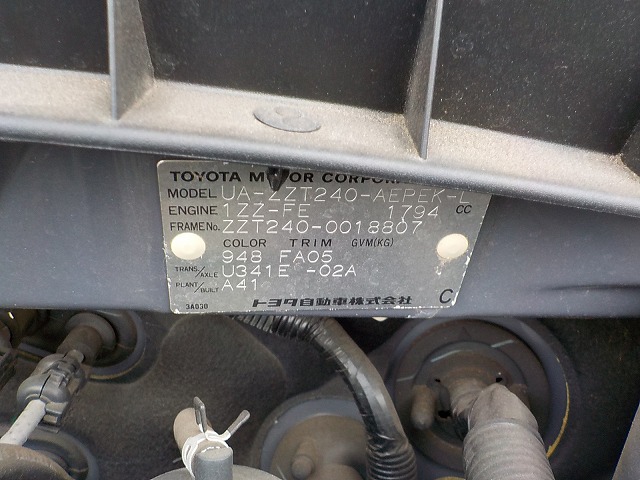 TOYOTA MOTOR CORPORA
MODEL UA-ZZT240-AEPEK-L
ENGINE 1ZZ-FE 1794 CC
FRAME No. ZZT240-0018807
COLOR TRIM GVM(KG)
948 FA05
TRANS./AXLE U341E -02A
PLANT/BUILT A41
3A030 トヨタ自動車株式会社 C